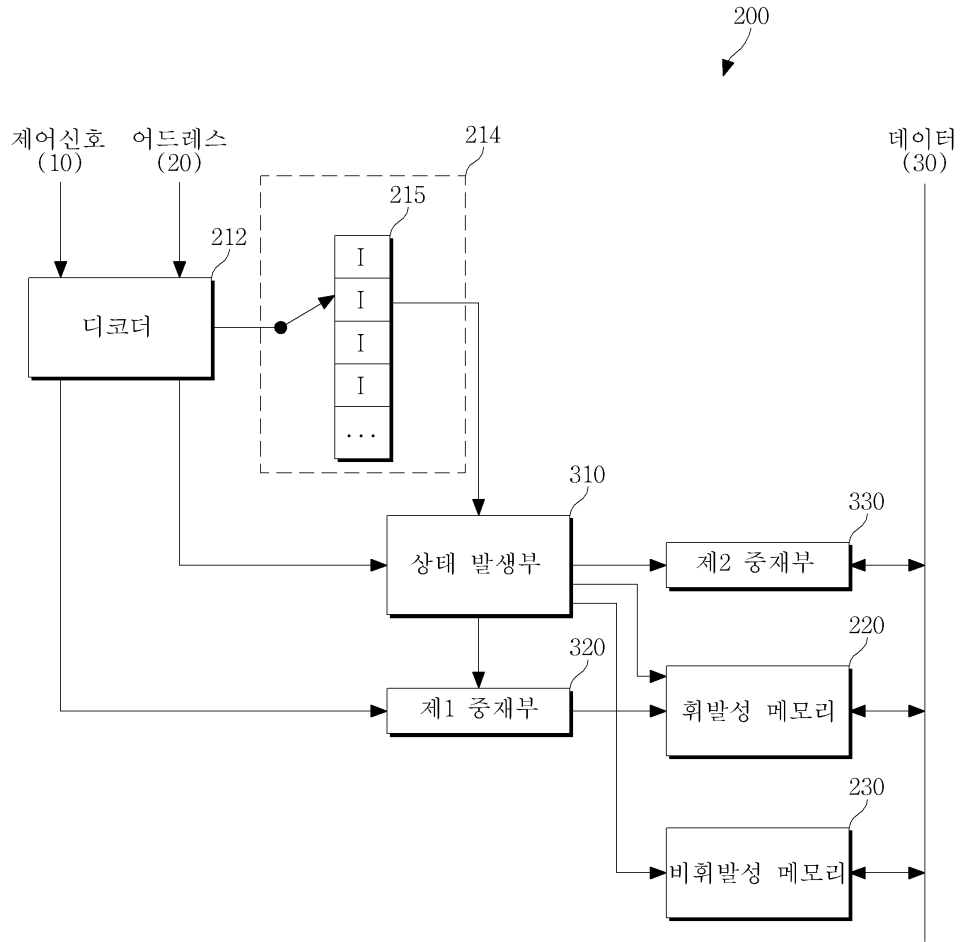 200
제어신호
(10)
어드레스
(20)
데이터
(30)
214
215
212
디코더
I
I
I
I
...
310
상태 발생부
330
제2 중재부
320
제1 중재부
220
휘발성 메모리
230
비휘발성 메모리